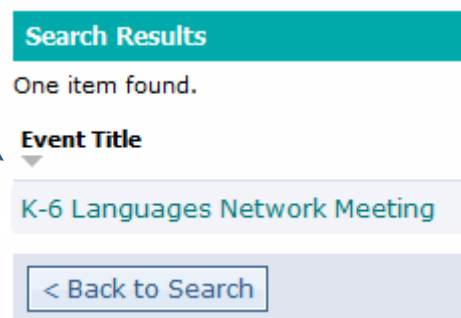 Search Results
One item found.
Event Title
K-6 Languages Network Meeting
< Back to Search